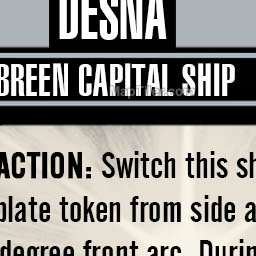 DESNA
BREEN CAPITAL SHIP
ACTION: Switch this sh
plate token from side a
degree front arc. Durin